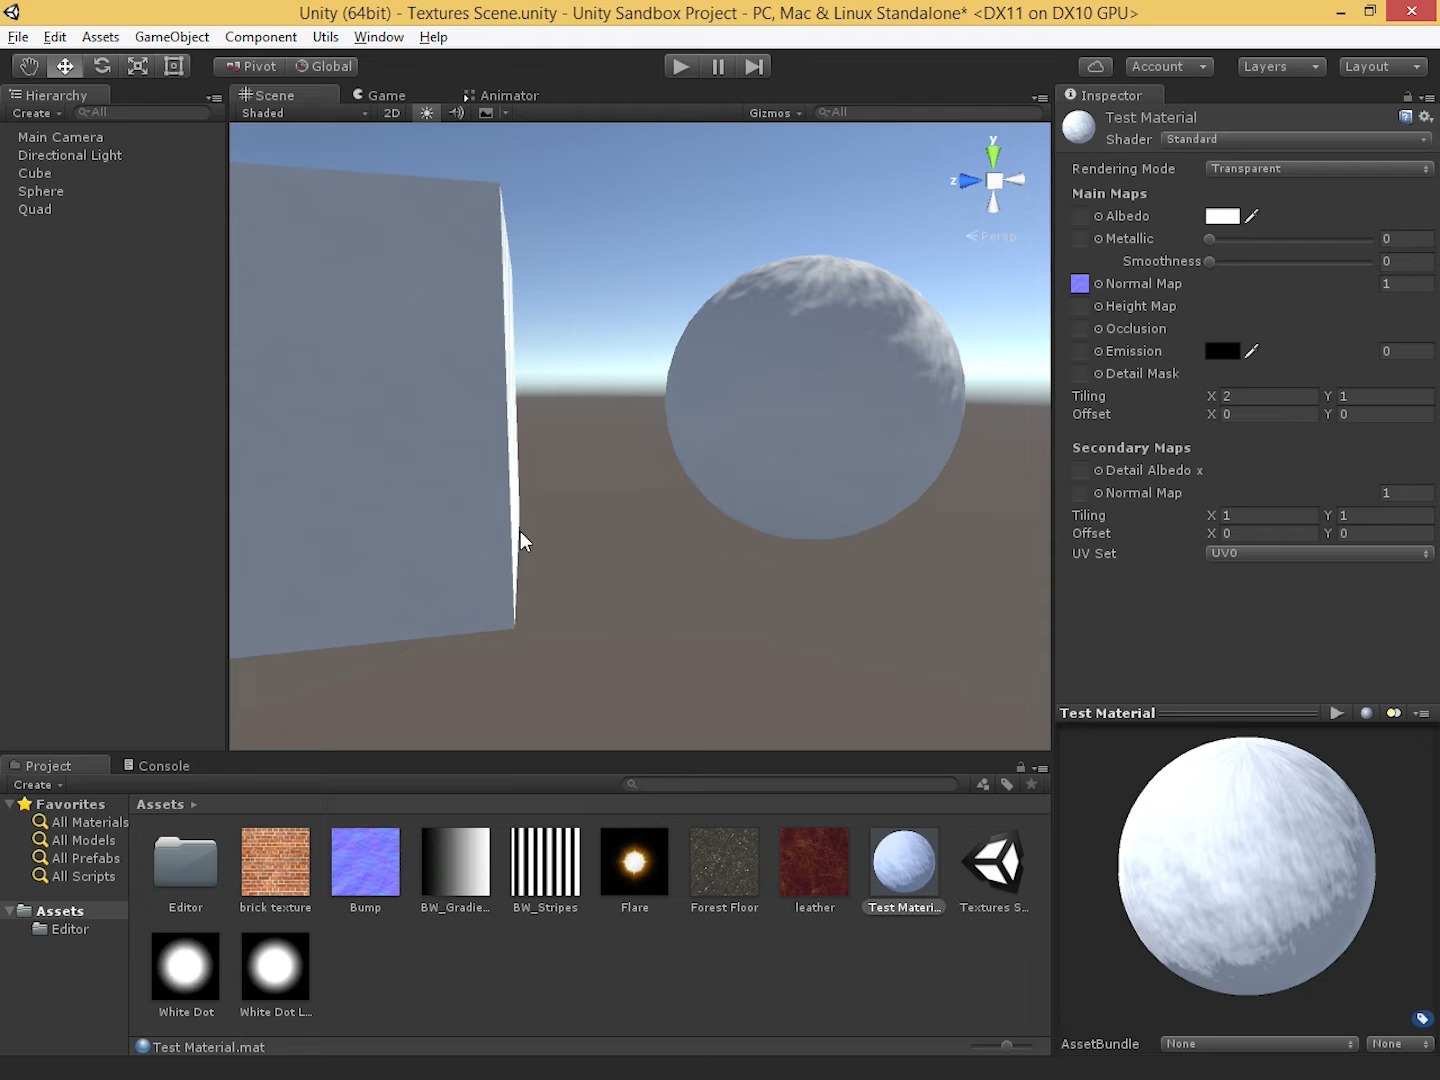 Unity (64bit) - Textures Scene.unity - Unity Sandbox Project - PC, Mac & Linux Standalone* <DX11 on DX10 GPU>
File Edit Assets GameObject Component Utils Window Help
Pivot Global Account Layers Layout
Hierarchy
Create All
Main Camera
Directional Light
Cube
Sphere
Quad
Scene Game Animator
Shaded 2D Gizmos All
y
z
Persp
Inspector
Test Material
Shader Standard
Rendering Mode Transparent
Main Maps
Albedo
Metallic 0
Smoothness 0
Normal Map 1
Height Map
Occlusion
Emission 0
Detail Mask
Tiling X 2 Y 1
Offset X 0 Y 0
Secondary Maps
Detail Albedo x
Normal Map 1
Tiling X 1 Y 1
Offset X 0 Y 0
UV Set UV0
Test Material
AssetBundle None None
Project Console
Create
Favorites
All Materials
All Models
All Prefabs
All Scripts
Assets
Editor
Assets
Editor brick texture Bump BW_Gradie... BW_Stripes Flare Forest Floor leather Test Materi... Textures S...
White Dot White Dot L...
Test Material.mat